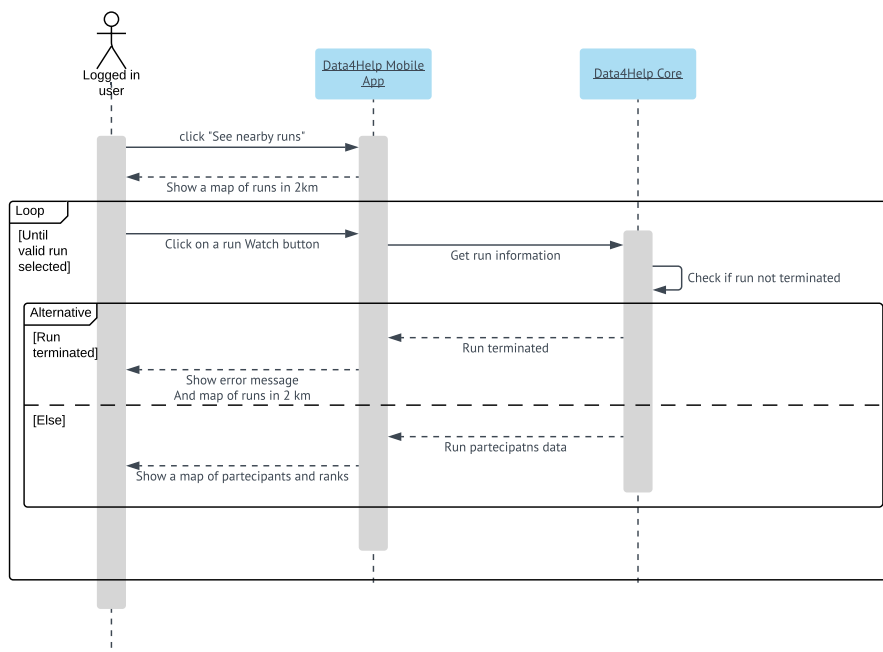 Logged in
user
Data4Help Mobile
App
Data4Help Core
click "See nearby runs"
Show a map of runs in 2km
Loop
[Until
valid run
selected]
Click on a run Watch button
Get run information
Check if run not terminated
Alternative
[Run
terminated]
Run terminated
Show error message
And map of runs in 2 km
[Else]
Run partecipatns data
Show a map of partecipants and ranks